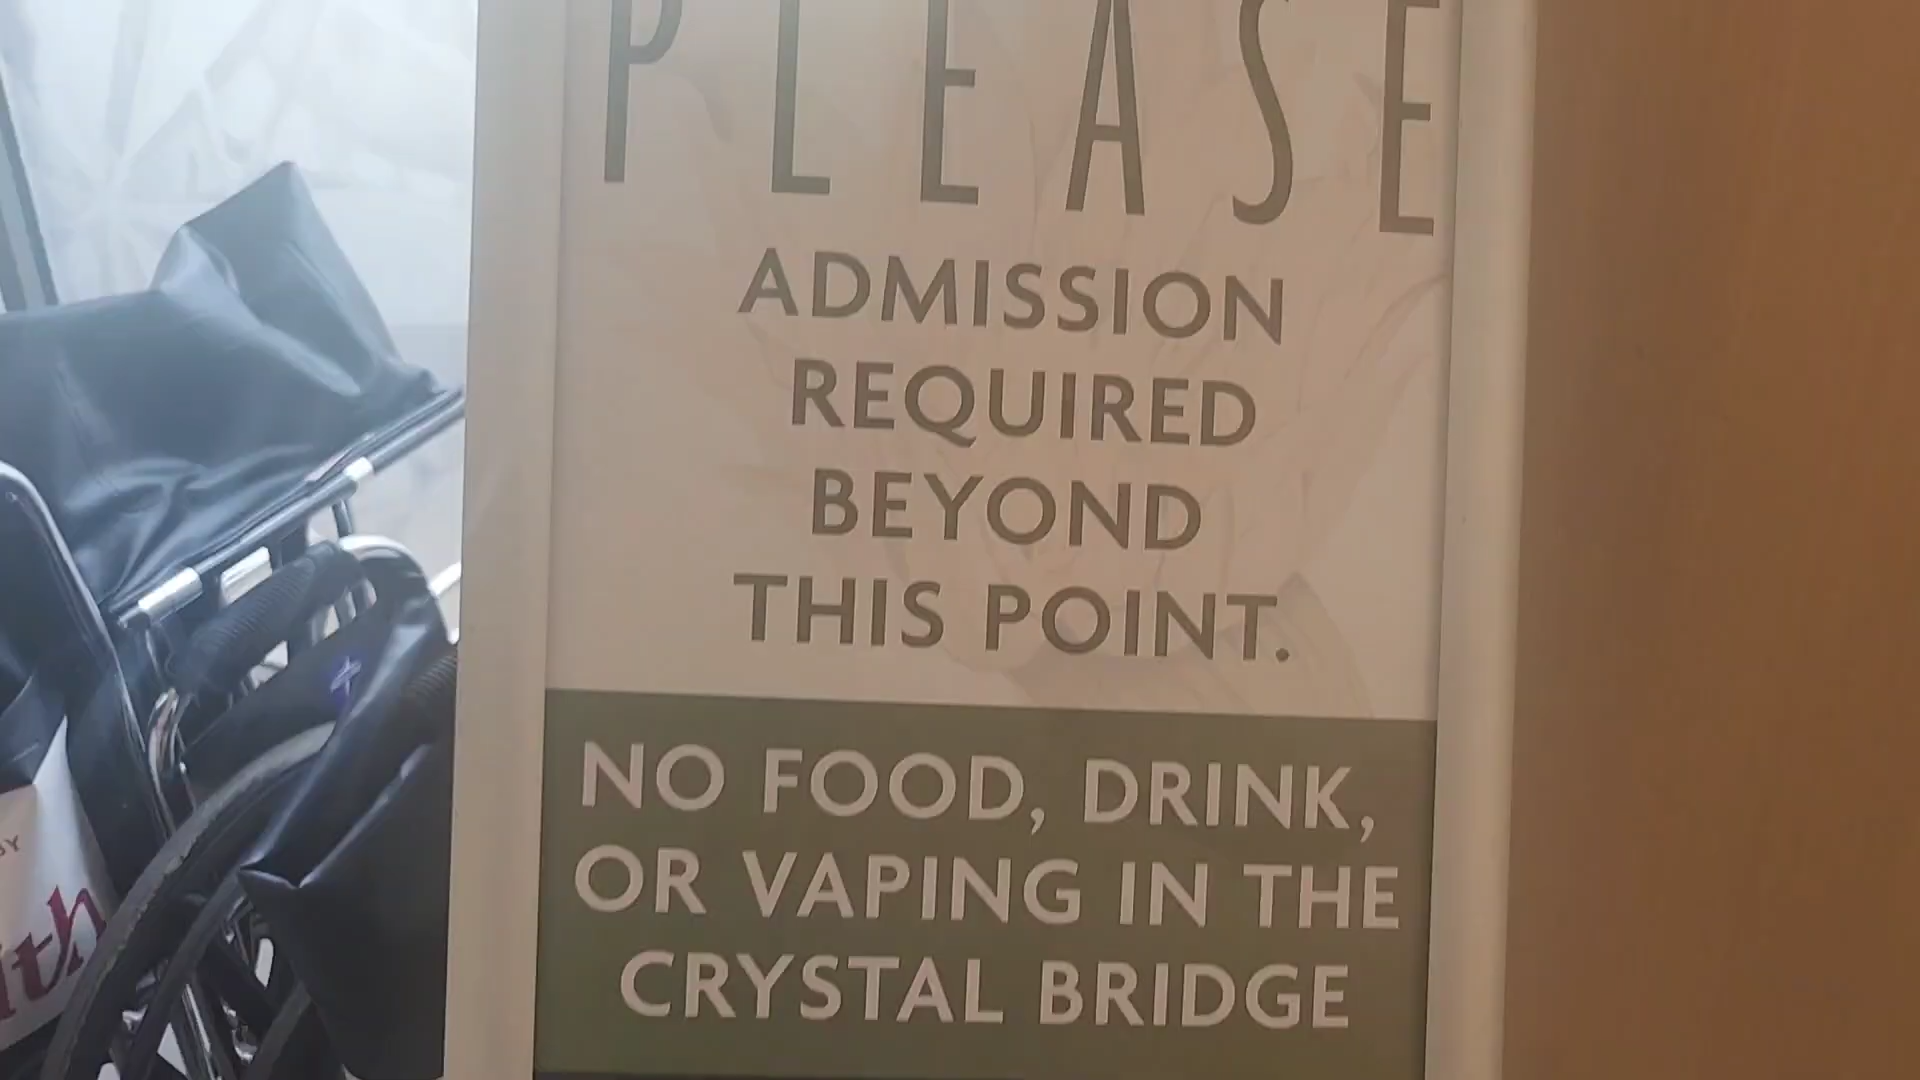 PLEASE
ADMISSION
REQUIRED
BEYOND
THIS POINT.
NO FOOD, DRINK,
OR VAPING IN THE
CRYSTAL BRIDGE